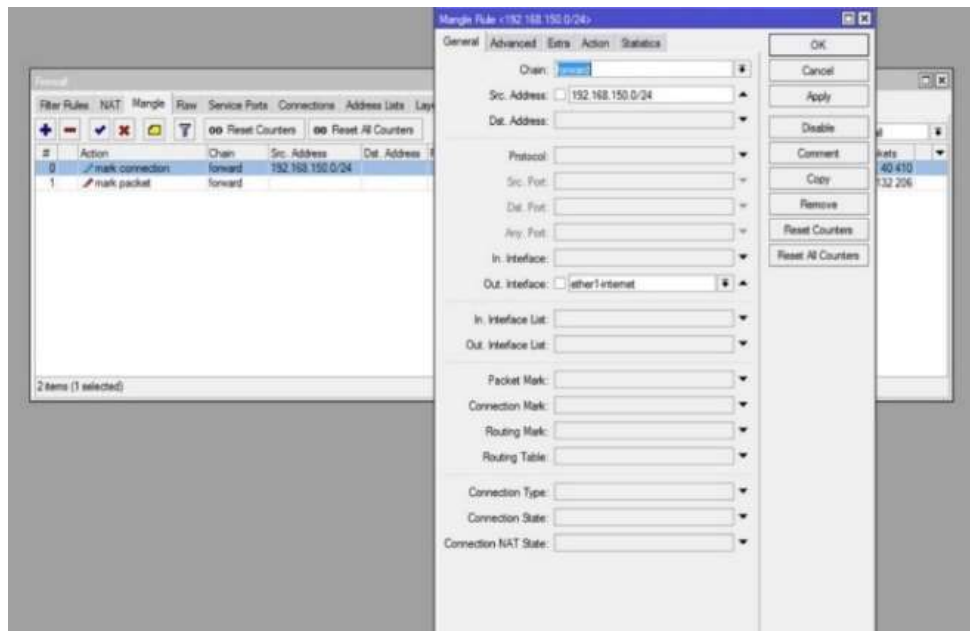 Mangle Rule <192.168.150.0/24>
General Advanced Extra Action Statistics
Chain: forward
Src. Address: 192.168.150.0/24
Dst. Address:
Protocol:
Src. Port:
Dst. Port:
Any. Port:
In. Interface:
Out. Interface: ether1-internet
In. Interface List:
Out. Interface List:
Packet Mark:
Connection Mark:
Routing Mark:
Routing Table:
Connection Type:
Connection State:
Connection NAT State:
OK
Cancel
Apply
Disable
Comment
Copy
Remove
Reset Counters
Reset All Counters
Firewall
Filter Rules NAT Mangle Raw Service Ports Connections Address Lists
00 Reset Counters 00 Reset All Counters
# Action Chain Src. Address Dst. Address
0 mark connection forward 192.168.150.0/24 40 410
1 mark packet forward 132 206
2 items (1 selected)